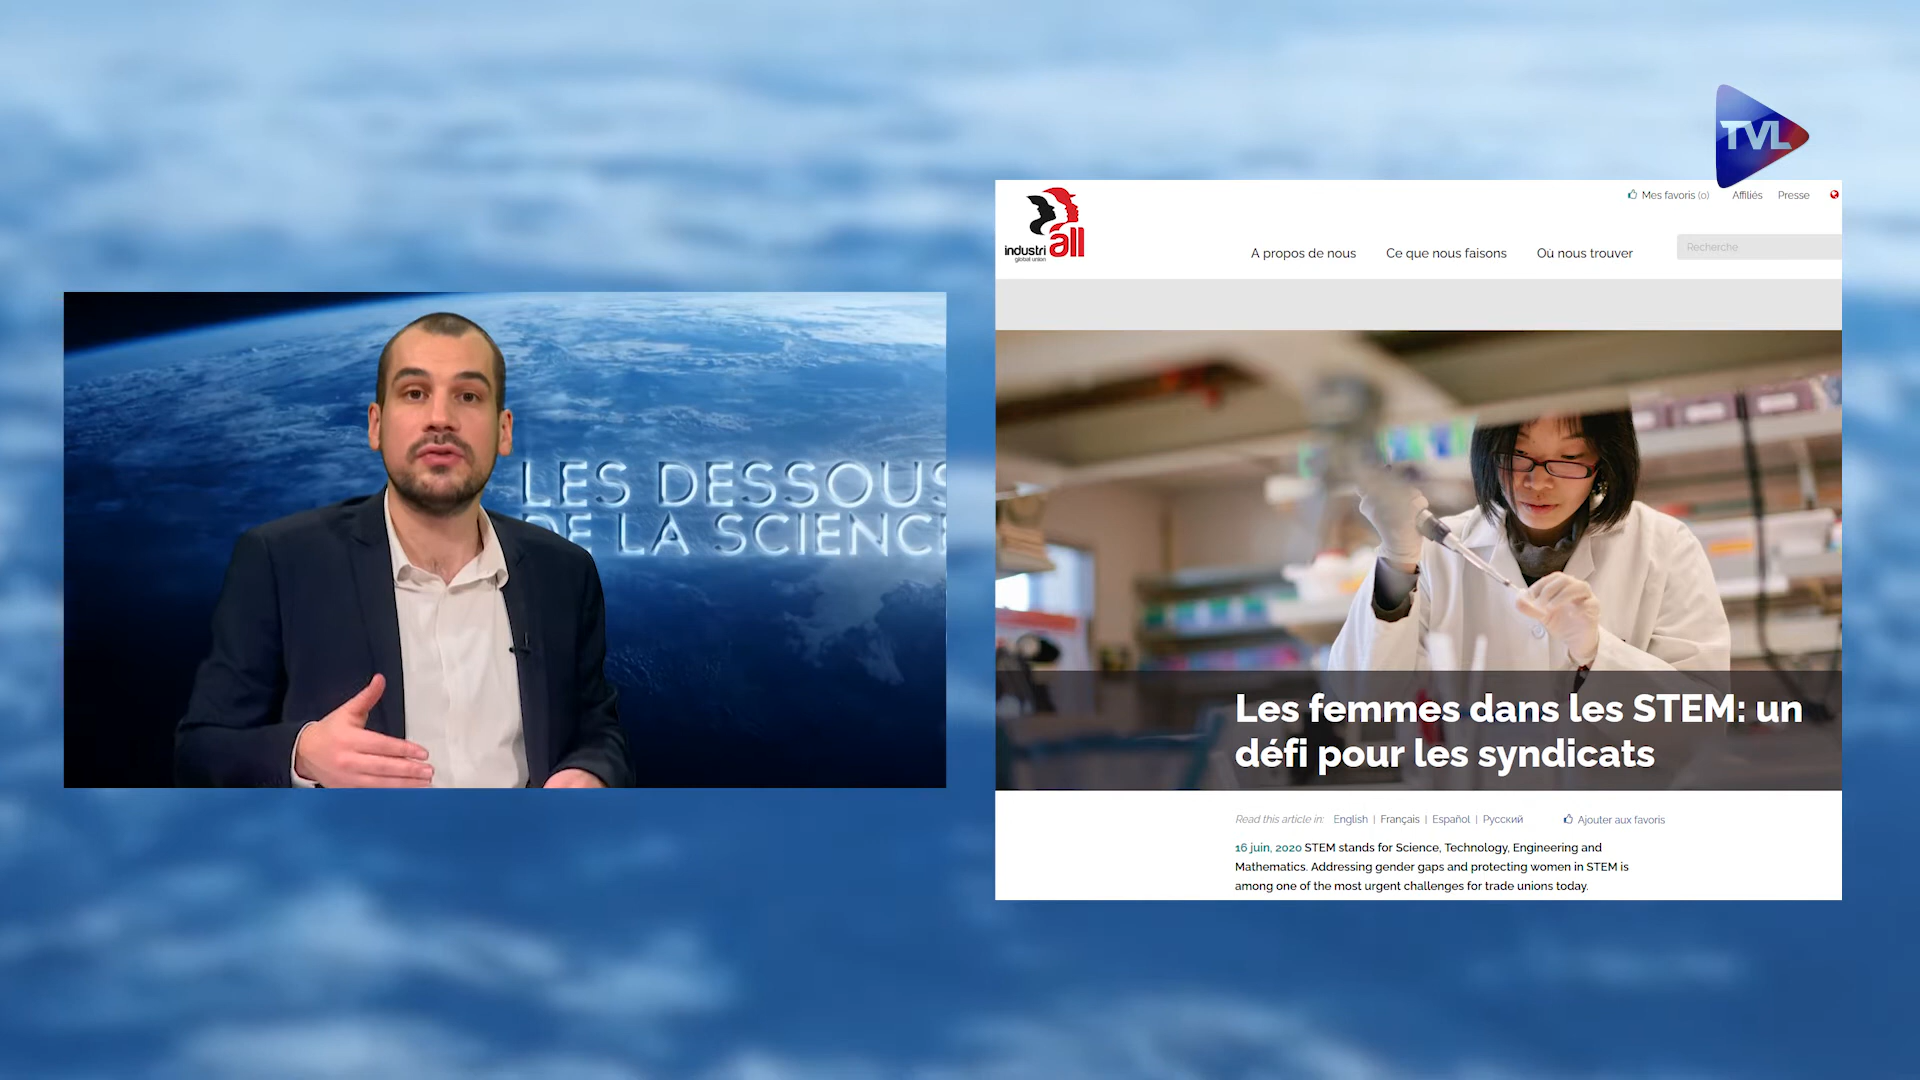 TVL
LES DESSOUS
DE LA SCIENCE
industri
all
global union
Mes favoris (0)
Affiliés
Presse
A propos de nous
Ce que nous faisons
Où nous trouver
Recherche
Les femmes dans les STEM: un
défi pour les syndicats
Read this article in: English | Français | Español | Русский
Ajouter aux favoris
16 juin, 2020 STEM stands for Science, Technology, Engineering and
Mathematics. Addressing gender gaps and protecting women in STEM is
among one of the most urgent challenges for trade unions today.